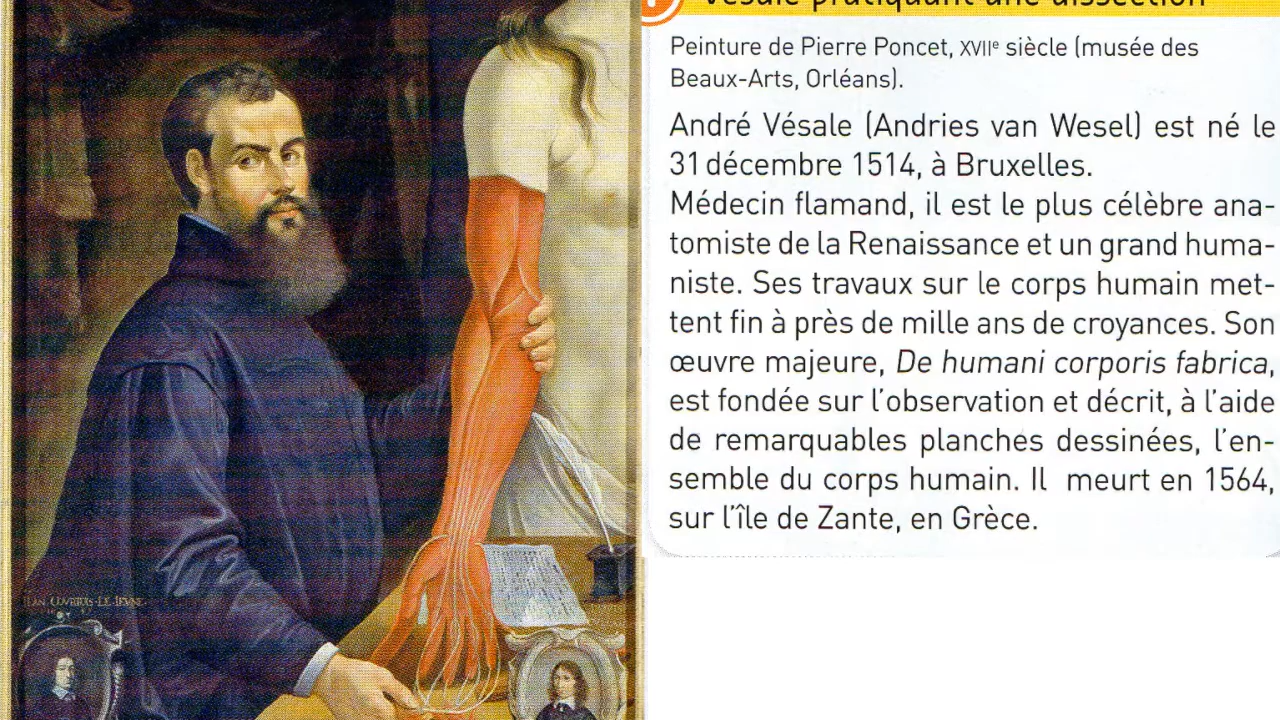 Vésale pratiquant une dissection
Peinture de Pierre Poncet, XVIIe siècle (musée des
Beaux-Arts, Orléans).
André Vésale (Andries van Wesel) est né le
31 décembre 1514, à Bruxelles.
Médecin flamand, il est le plus célèbre ana-
tomiste de la Renaissance et un grand huma-
niste. Ses travaux sur le corps humain met-
tent fin à près de mille ans de croyances. Son
œuvre majeure, De humani corporis fabrica,
est fondée sur l'observation et décrit, à l'aide
de remarquables planches dessinées, l'en-
semble du corps humain. Il meurt en 1564,
sur l'île de Zante, en Grèce.